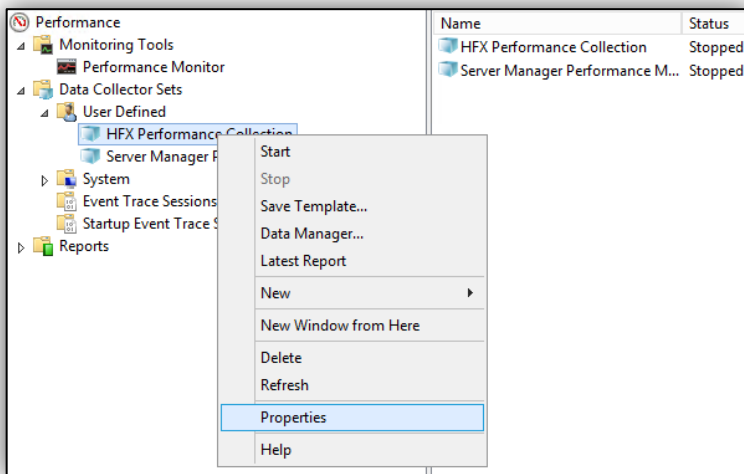 Performance
Monitoring Tools
Performance Monitor
Data Collector Sets
User Defined
HFX Performance Collection
Server Manager
System
Event Trace Sessions
Startup Event Trace
Reports
Start
Stop
Save Template...
Data Manager...
Latest Report
New
New Window from Here
Delete
Refresh
Properties
Help
Name Status
HFX Performance Collection Stopped
Server Manager Performance M... Stopped